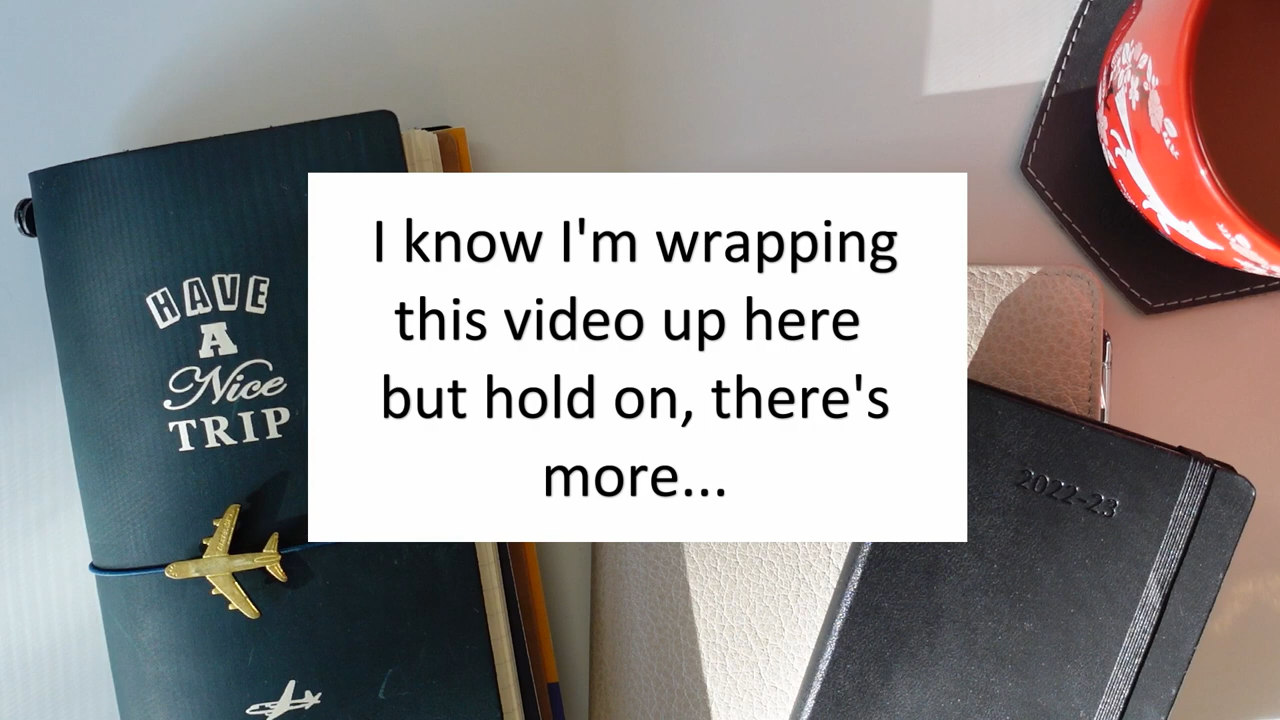 HAVE
A
Nice
TRIP
I know I'm wrapping
this video up here
but hold on, there's
more...
2022-23